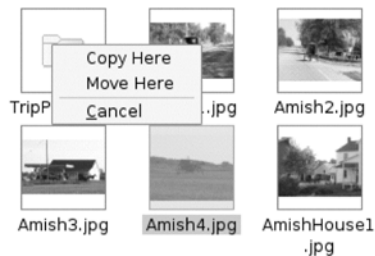 Copy Here
Move Here
Cancel
TripP
.jpg
Amish2.jpg
Amish3.jpg
Amish4.jpg
AmishHouse1
.jpg